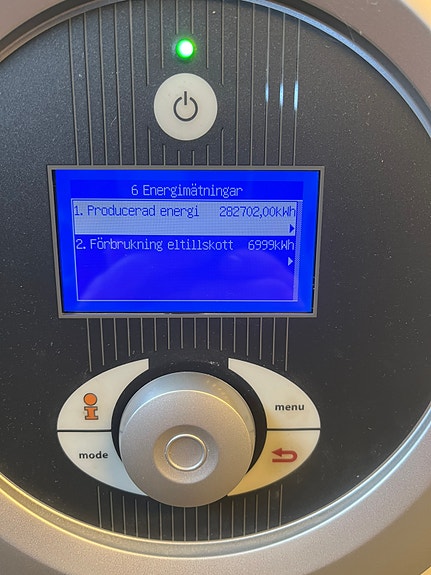 6 Energimätningar
1. Producerad energi 282702,00kWh
2. Förbrukning eltillskott 6999kWh
menu
mode